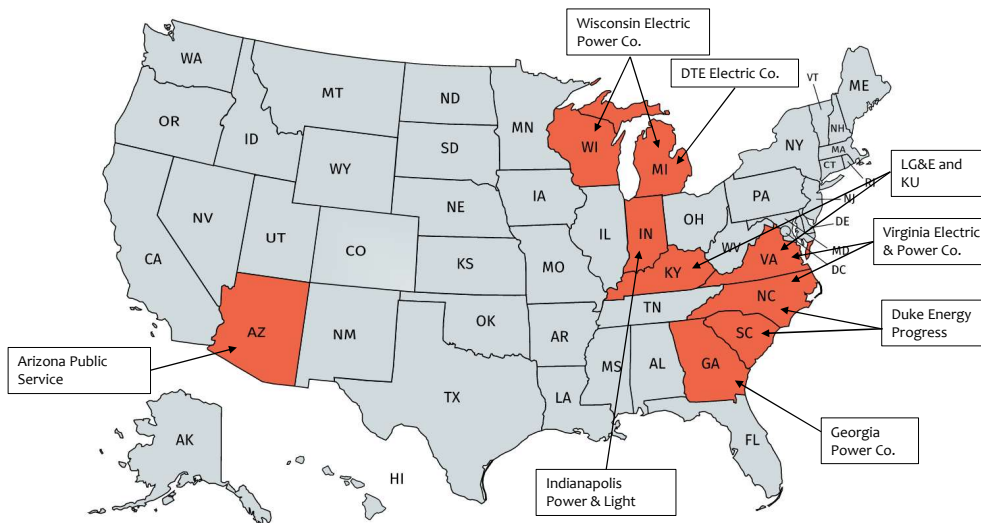 Wisconsin Electric
Power Co.
DTE Electric Co.
WA
MT
ND
MN
VT
ME
OR
ID
SD
WI
MI
NY
NH
MA
CT
RI
LG&E and
KU
WY
IA
PA
NJ
NV
NE
IL
IN
OH
DE
UT
CO
WV
VA
MD
Virginia Electric
& Power Co.
CA
KS
MO
KY
DC
NC
TN
OK
AZ
NM
AR
SC
Duke Energy
Progress
Arizona Public
Service
MS
AL
GA
TX
LA
AK
FL
Georgia
Power Co.
HI
Indianapolis
Power & Light